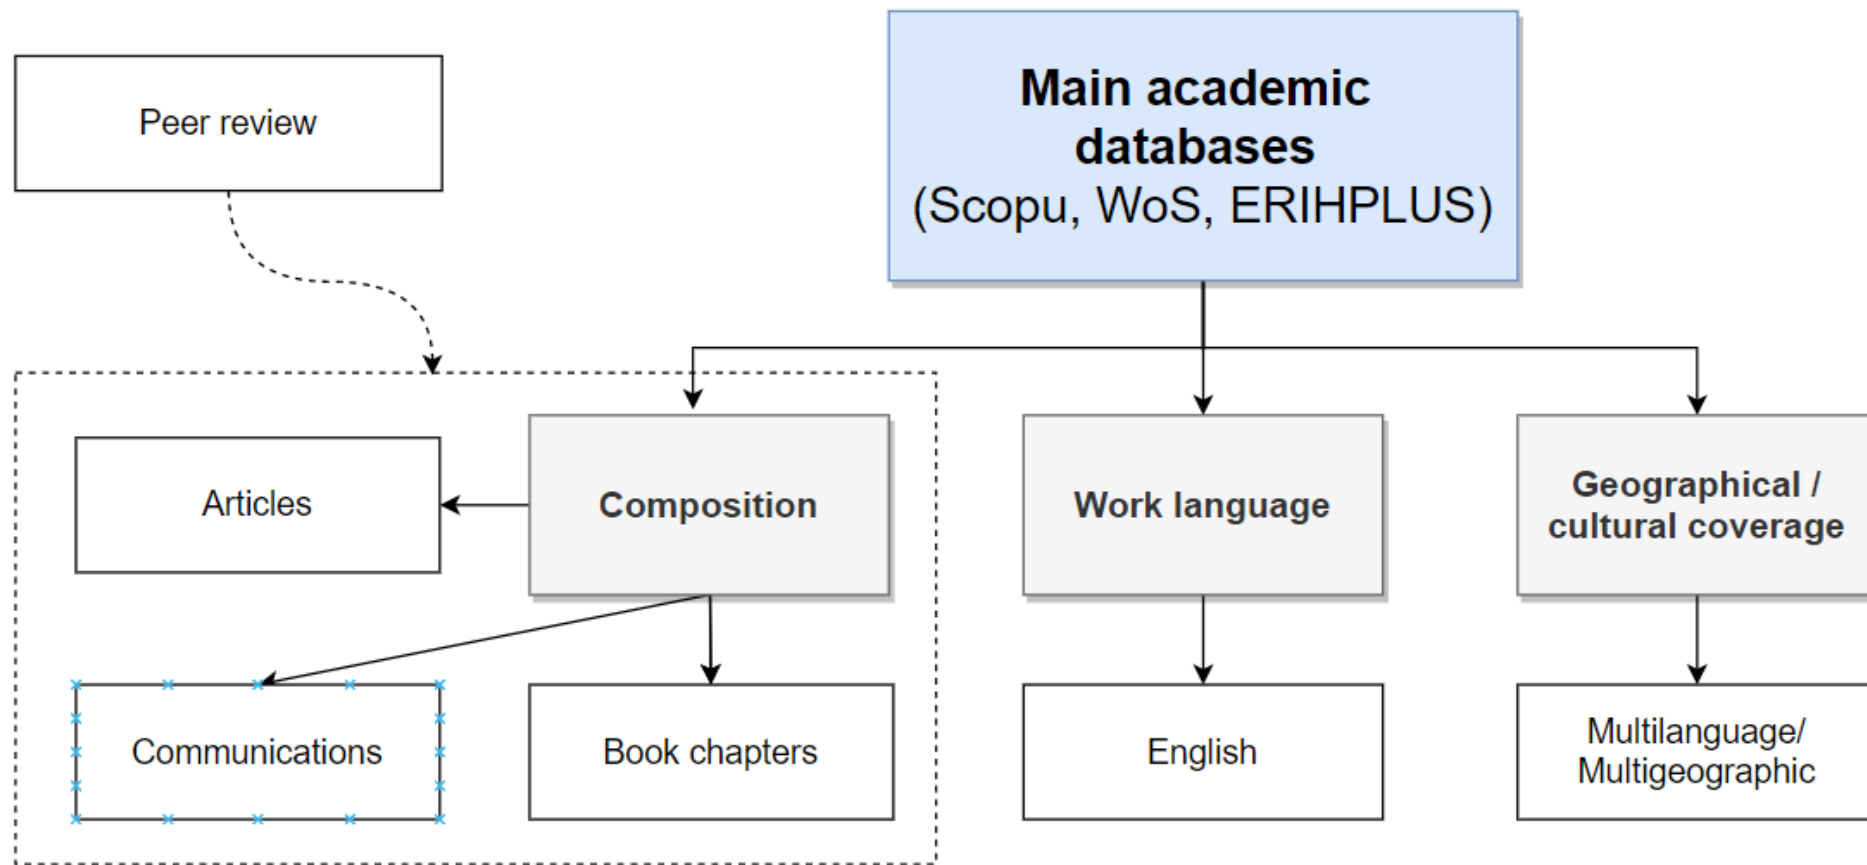 Peer review
Main academic
databases
(Scopu, WoS, ERIHPLUS)
Articles
Composition
Work language
Geographical /
cultural coverage
Communications
Book chapters
English
Multilanguage/
Multigeographic